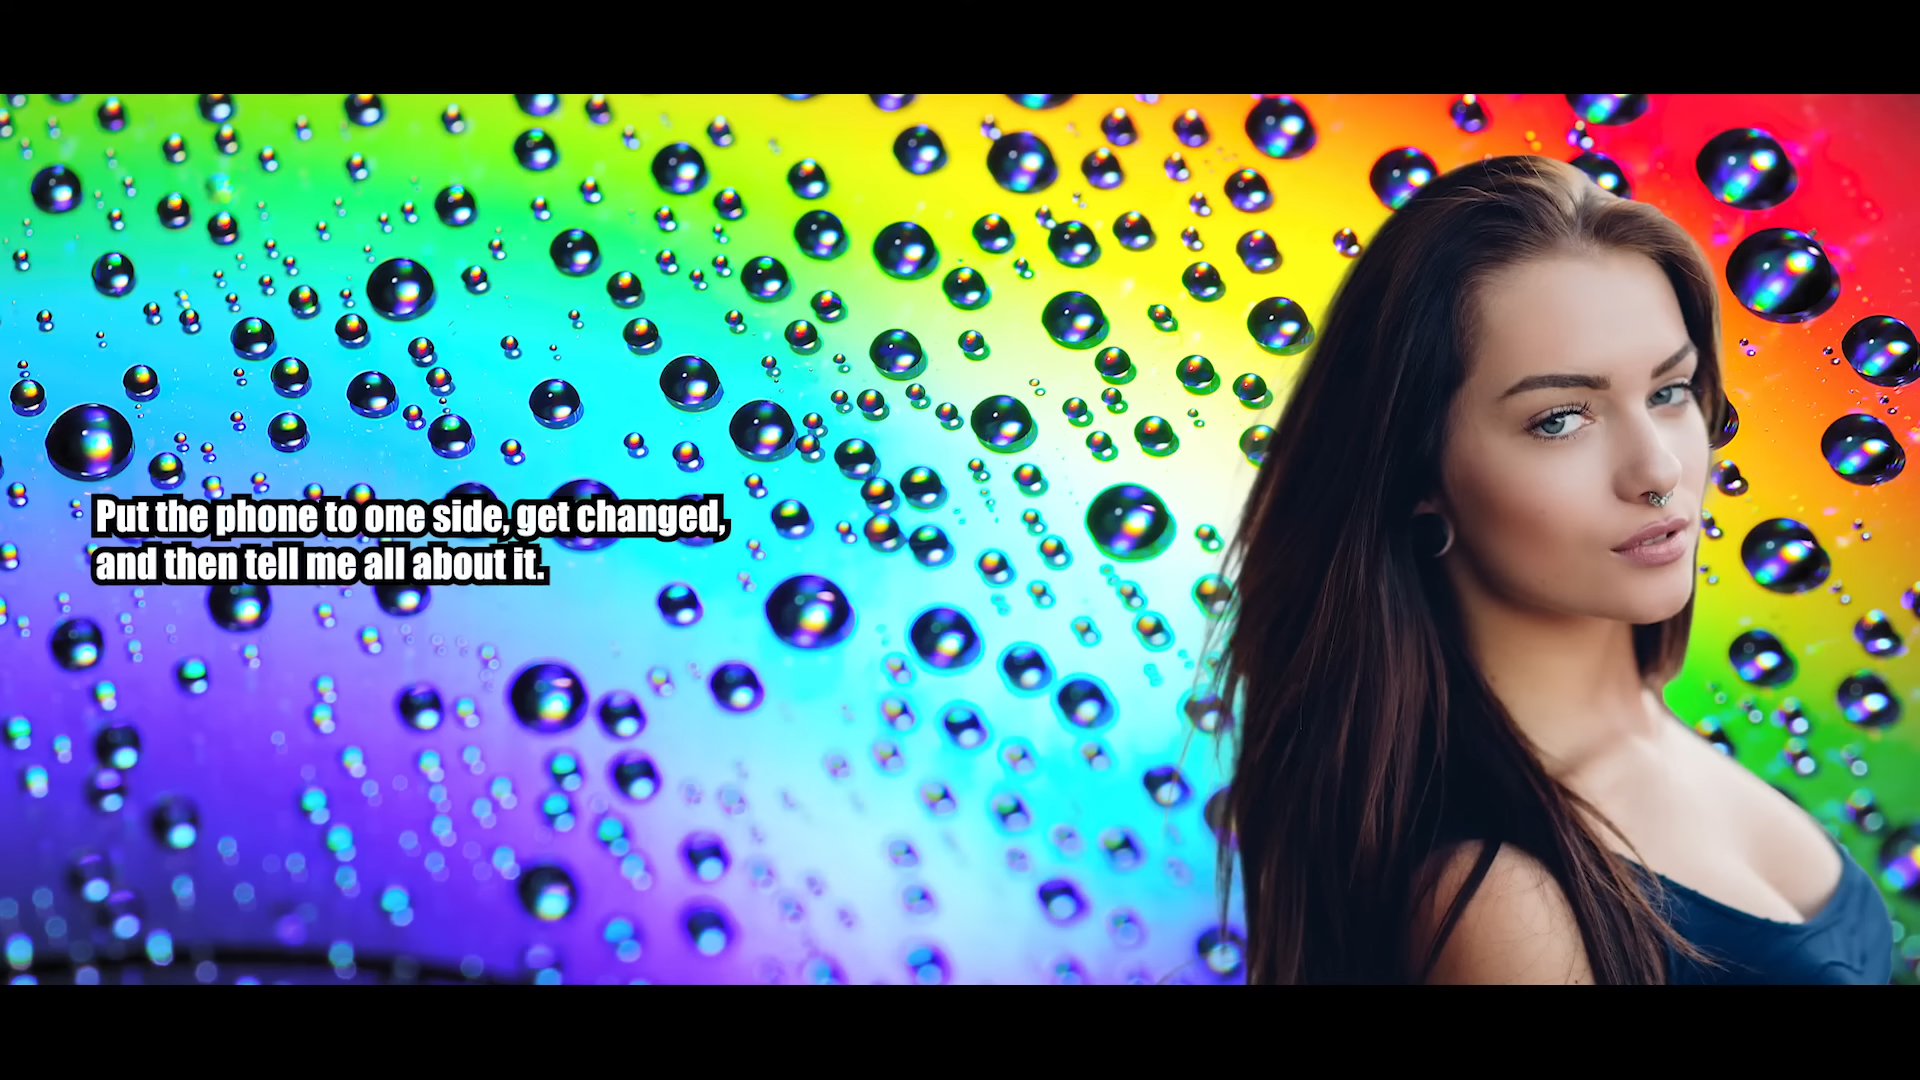 Put the phone to one side, get changed,
and then tell me all about it.